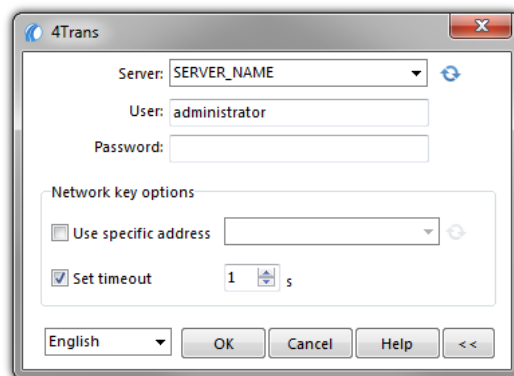 4Trans
Server: SERVER_NAME
User: administrator
Password:
Network key options
Use specific address
Set timeout 1 s
English OK Cancel Help <<